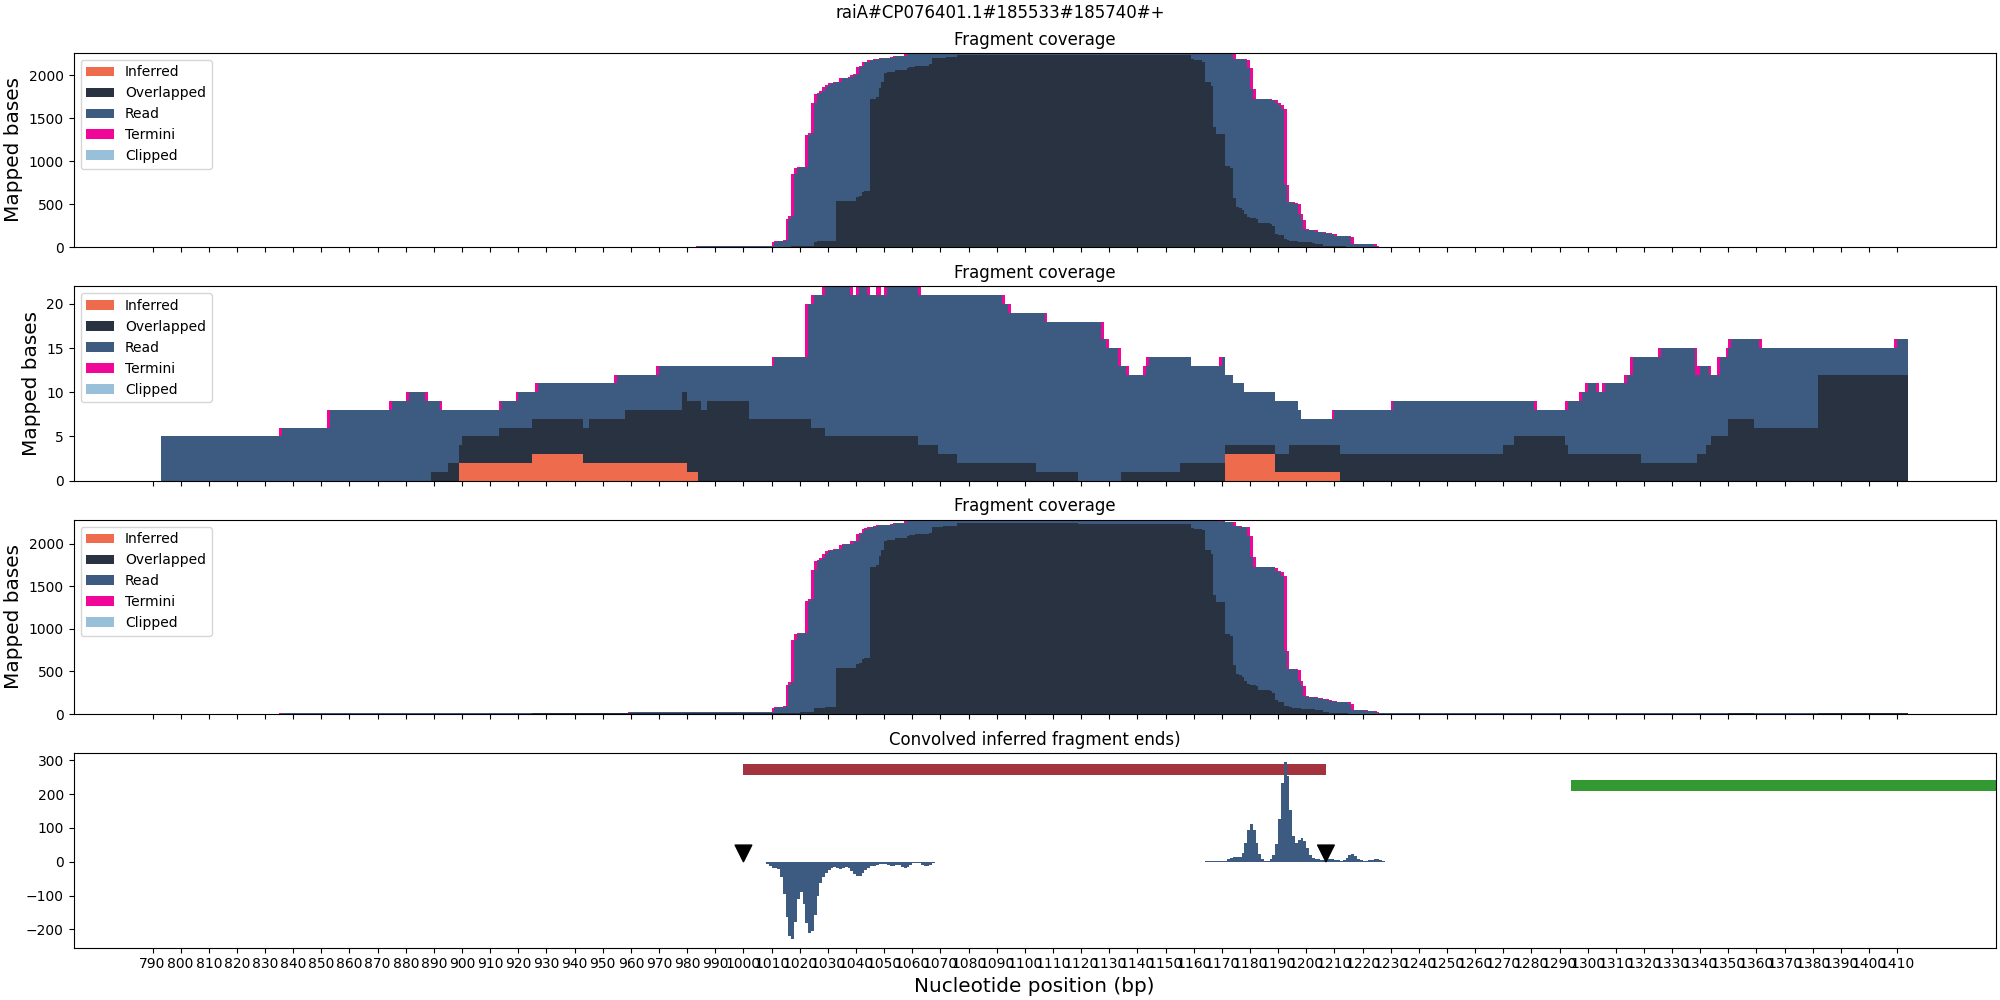 raiA#CP076401.1#185533#185740#+
Fragment coverage
Mapped bases
2000
1500
1000
500
0
Inferred
Overlapped
Read
Termini
Clipped
Fragment coverage
Mapped bases
20
15
10
5
0
Inferred
Overlapped
Read
Termini
Clipped
Fragment coverage
Mapped bases
2000
1500
1000
500
0
Inferred
Overlapped
Read
Termini
Clipped
Convolved inferred fragment ends)
300
200
100
0
−100
−200
790 800 810 820 830 840 850 860 870 880 890 900 910 920 930 940 950 960 970 980 990 1000 1010 1020 1030 1040 1050 1060 1070 1080 1090 1100 1110 1120 1130 1140 1150 1160 1170 1180 1190 1200 1210 1220 1230 1240 1250 1260 1270 1280 1290 1300 1310 1320 1330 1340 1350 1360 1370 1380 1390 1400 1410
Nucleotide position (bp)